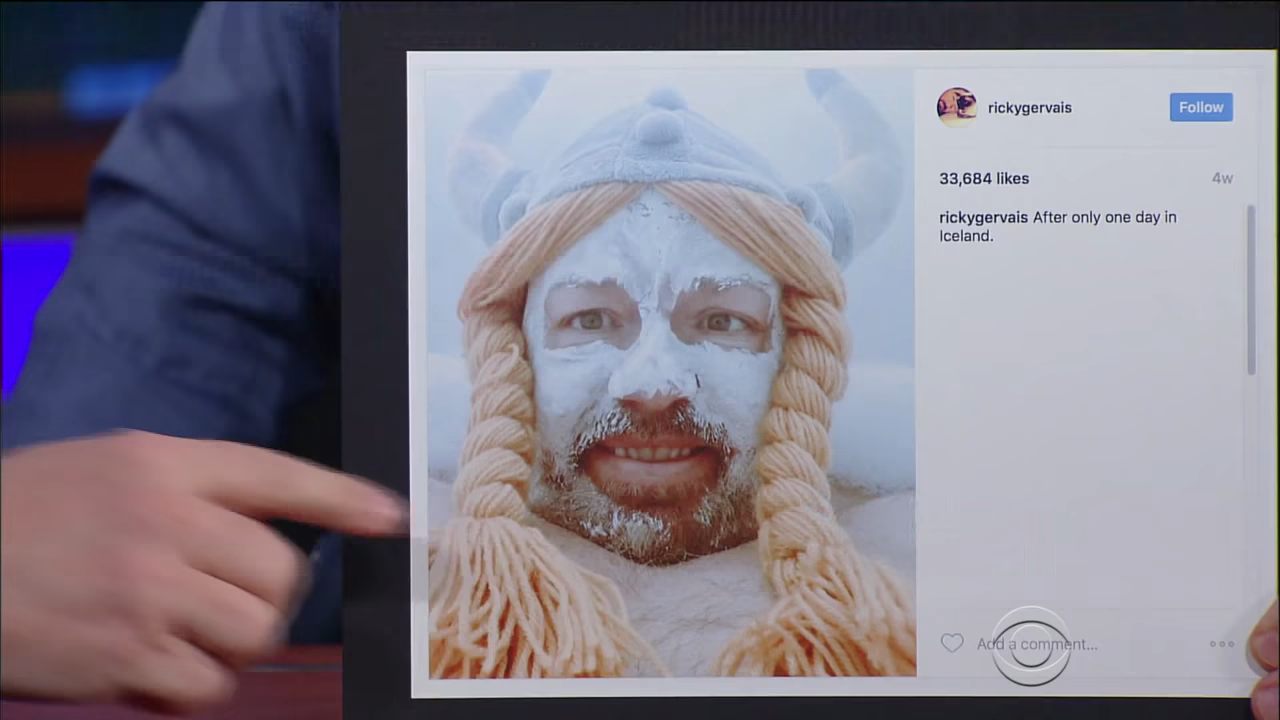 rickygervais
Follow
33,684 likes
4w
rickygervais After only one day in
Iceland.
Add a comment...